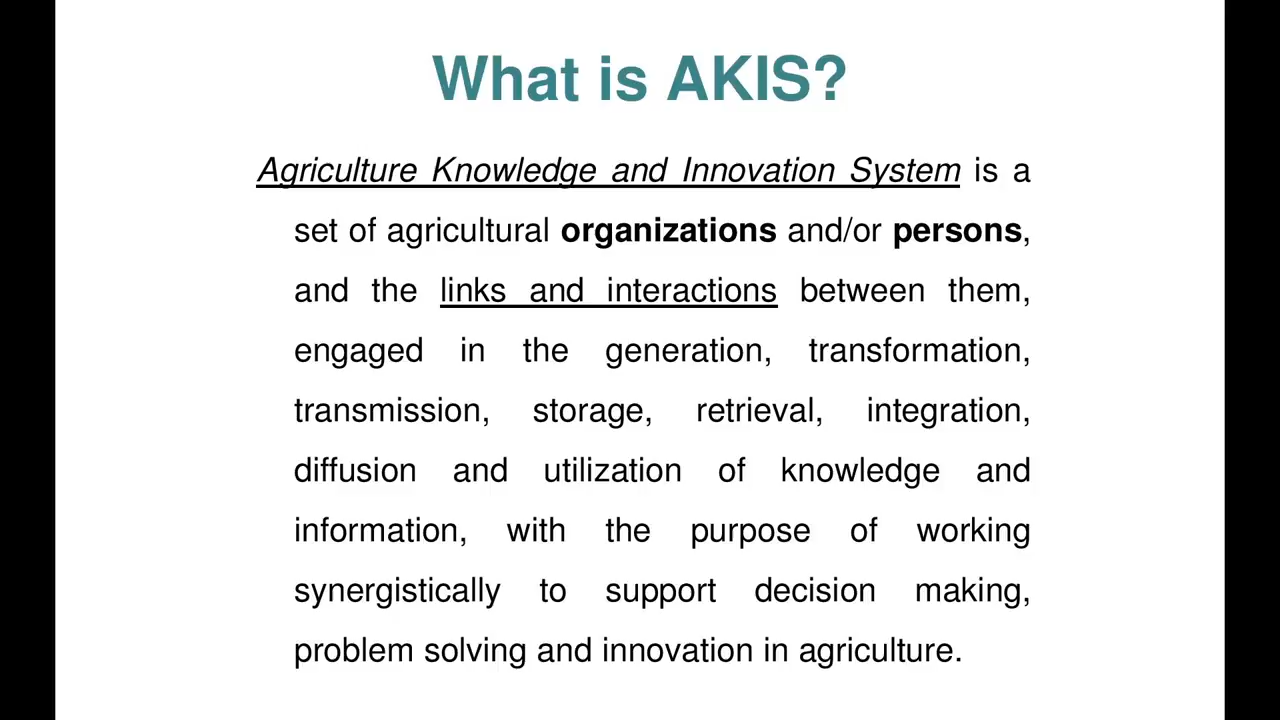 What is AKIS?
Agriculture Knowledge and Innovation System is a
set of agricultural organizations and/or persons,
and the links and interactions between them,
engaged in the generation, transformation,
transmission, storage, retrieval, integration,
diffusion and utilization of knowledge and
information, with the purpose of working
synergistically to support decision making,
problem solving and innovation in agriculture.